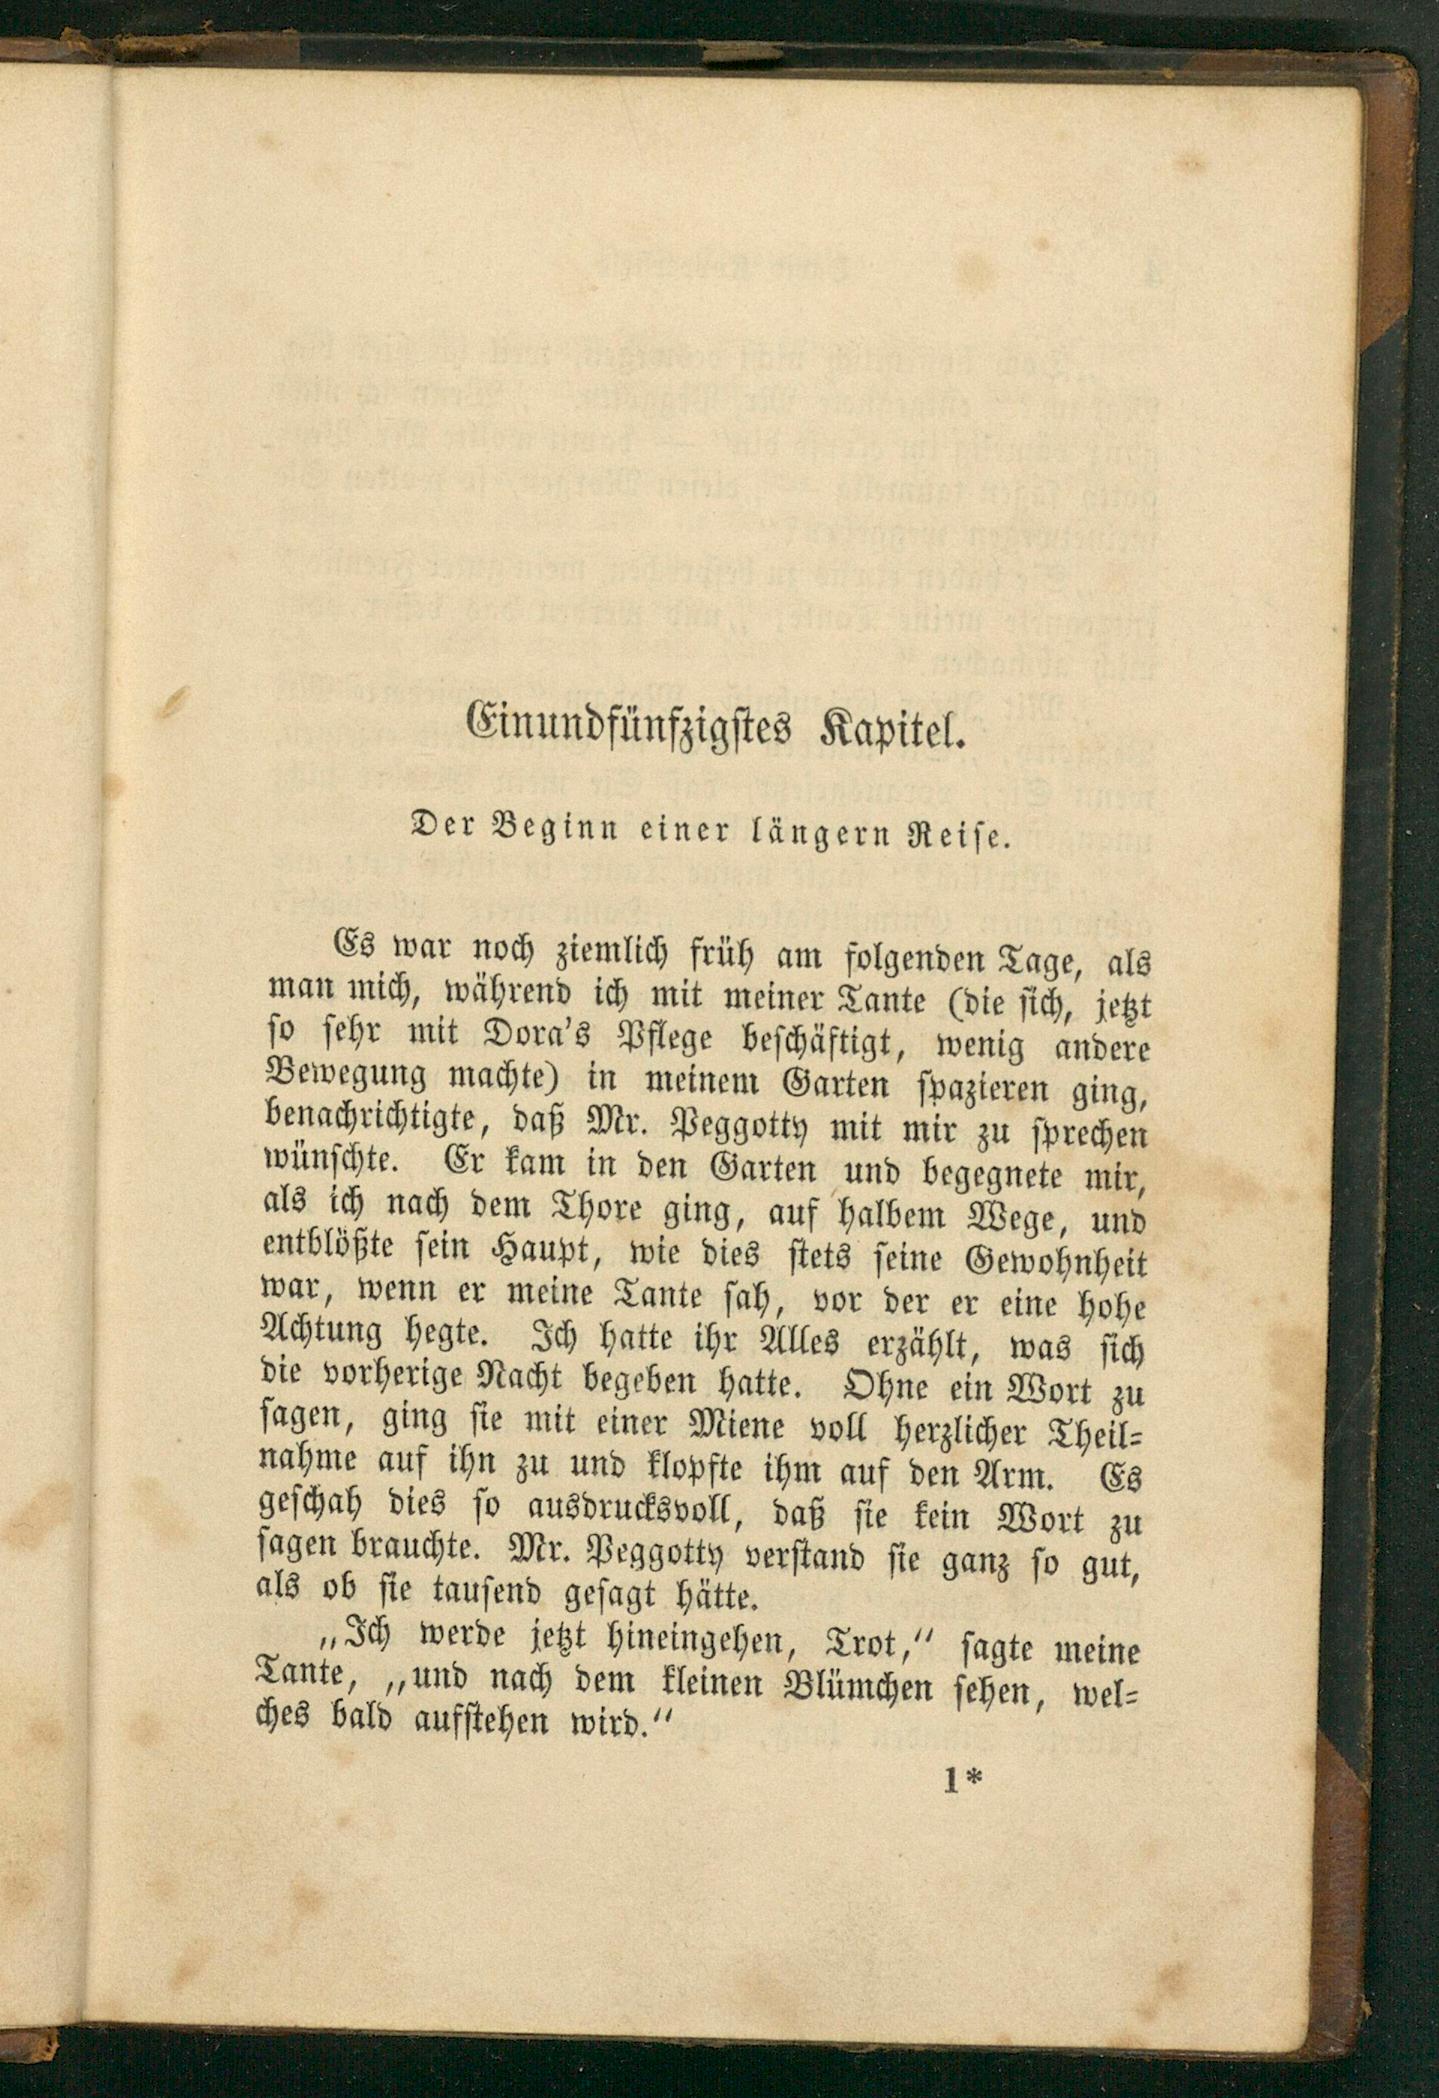 Einundfünfzigstes Kapitel.
Der Beginn einer längern Reise.
Es war noch ziemlich früh am folgenden Tage, als
man mich, während ich mit meiner Tante (die sich, jetzt
so sehr mit Dora's Pflege beschäftigt, wenig andere
Bewegung machte) in meinem Garten spazieren ging,
benachrichtigte, daß Mr. Peggotty mit mir zu sprechen
wünschte. Er kam in den Garten und begegnete mir,
als ich nach dem Thore ging, auf halbem Wege, und
entblößte sein Haupt, wie dies stets seine Gewohnheit
war, wenn er meine Tante sah, vor der er eine hohe
Achtung hegte. Ich hatte ihr Alles erzählt, was sich
die vorherige Nacht begeben hatte. Ohne ein Wort zu
sagen, ging sie mit einer Miene voll herzlicher Theil=
nahme auf ihn zu und klopfte ihm auf den Arm. Es
geschah dies so ausdrucksvoll, daß sie kein Wort zu
sagen brauchte. Mr. Peggotty verstand sie ganz so gut,
als ob sie tausend gesagt hätte.
„Ich werde jetzt hineingehen, Trot,“ sagte meine
Tante, „und nach dem kleinen Blümchen sehen, wel=
ches bald aufstehen wird.“
1*